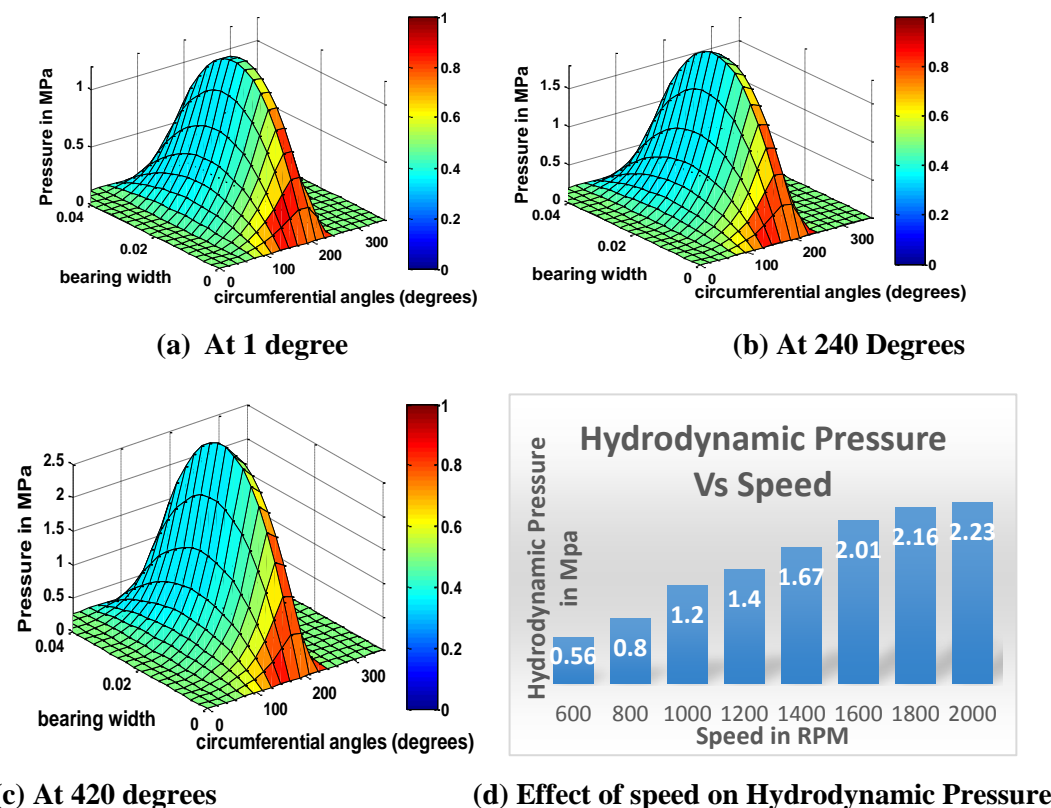 1
0.8
0.6
0.4
0.2
0
Pressure in MPa
1
0.5
0
0.04
0.02
0
bearing width
0
100
200
300
circumferential angles (degrees)
(a) At 1 degree
1
0.8
0.6
0.4
0.2
0
Pressure in MPa
1.5
1
0.5
0
0.04
0.02
0
bearing width
0
100
200
300
circumferential angles (degrees)
(b) At 240 Degrees
1
0.8
0.6
0.4
0.2
0
Pressure in MPa
2.5
2
1.5
1
0.5
0
0.04
0.02
0
bearing width
0
100
200
300
circumferential angles (degrees)
c) At 420 degrees
Hydrodynamic Pressure
Vs Speed
Hydrodynamic Pressure
in Mpa
0.56 0.8 1.2 1.4 1.67 2.01 2.16 2.23
600 800 1000 1200 1400 1600 1800 2000
Speed in RPM
(d) Effect of speed on Hydrodynamic Pressure